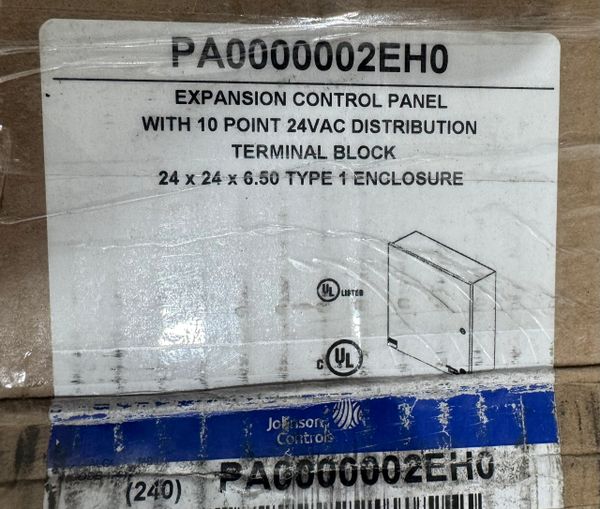 PA0000002EH0
EXPANSION CONTROL PANEL
WITH 10 POINT 24VAC DISTRIBUTION
TERMINAL BLOCK
24 x 24 x 6.50 TYPE 1 ENCLOSURE
UL LISTED
C UL
Johnson
Controls
PA0000002EH0
(240)